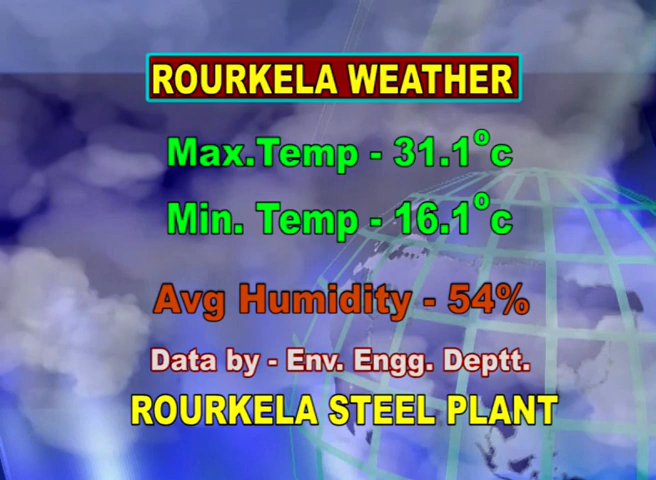 ROURKELA WEATHER
Max.Temp - 31.1°c
Min. Temp - 16.1°c
Avg Humidity - 54%
Data by - Env. Engg. Deptt.
ROURKELA STEEL PLANT